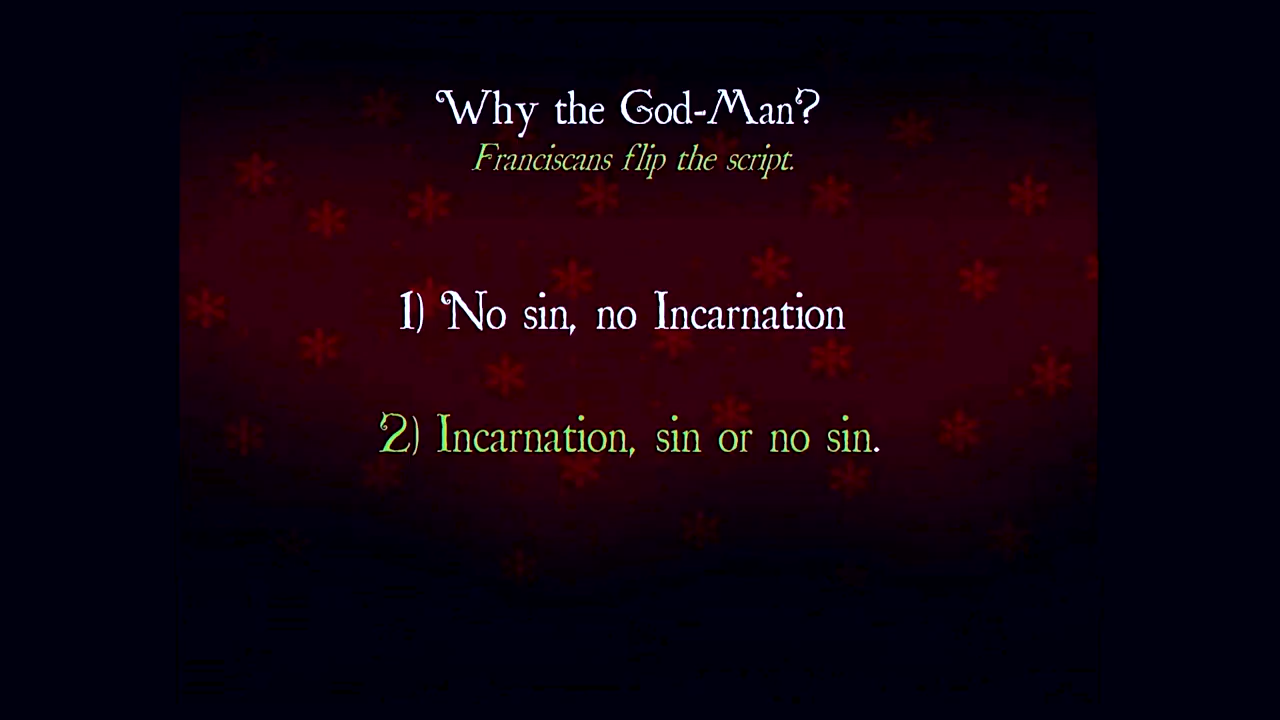 Why the God-Man?
Franciscans flip the script.
1) No sin, no Incarnation
2) Incarnation, sin or no sin.